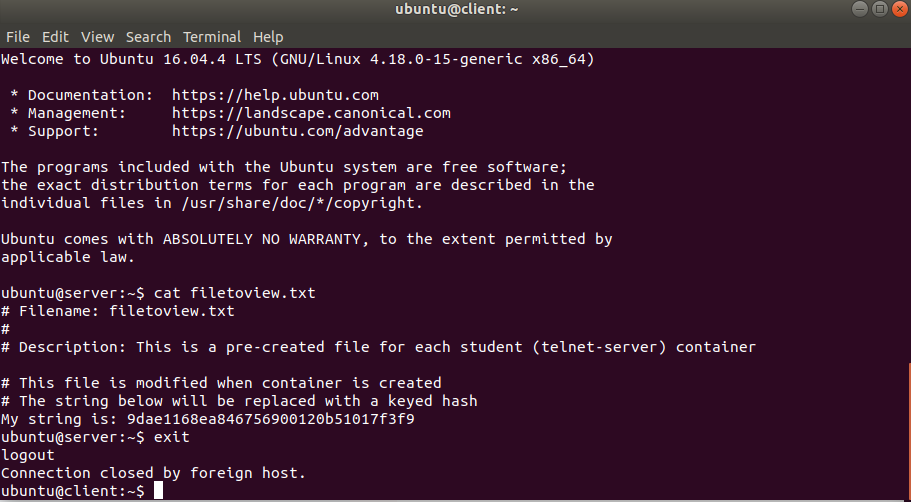 ubuntu@client: ~
File Edit View Search Terminal Help
Welcome to Ubuntu 16.04.4 LTS (GNU/Linux 4.18.0-15-generic x86_64)
* Documentation: https://help.ubuntu.com
* Management: https://landscape.canonical.com
* Support: https://ubuntu.com/advantage
The programs included with the Ubuntu system are free software;
the exact distribution terms for each program are described in the
individual files in /usr/share/doc/*/copyright.
Ubuntu comes with ABSOLUTELY NO WARRANTY, to the extent permitted by
applicable law.
ubuntu@server:~$ cat filetoview.txt
# Filename: filetoview.txt
#
# Description: This is a pre-created file for each student (telnet-server) container
# This file is modified when container is created
# The string below will be replaced with a keyed hash
My string is: 9dae1168ea846756900120b51017f3f9
ubuntu@server:~$ exit
logout
Connection closed by foreign host.
ubuntu@client:~$